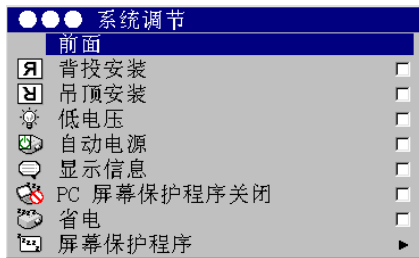 系统调节
前面
背投安装
吊顶安装
低电压
自动电源
显示信息
PC 屏幕保护程序关闭
省电
屏幕保护程序